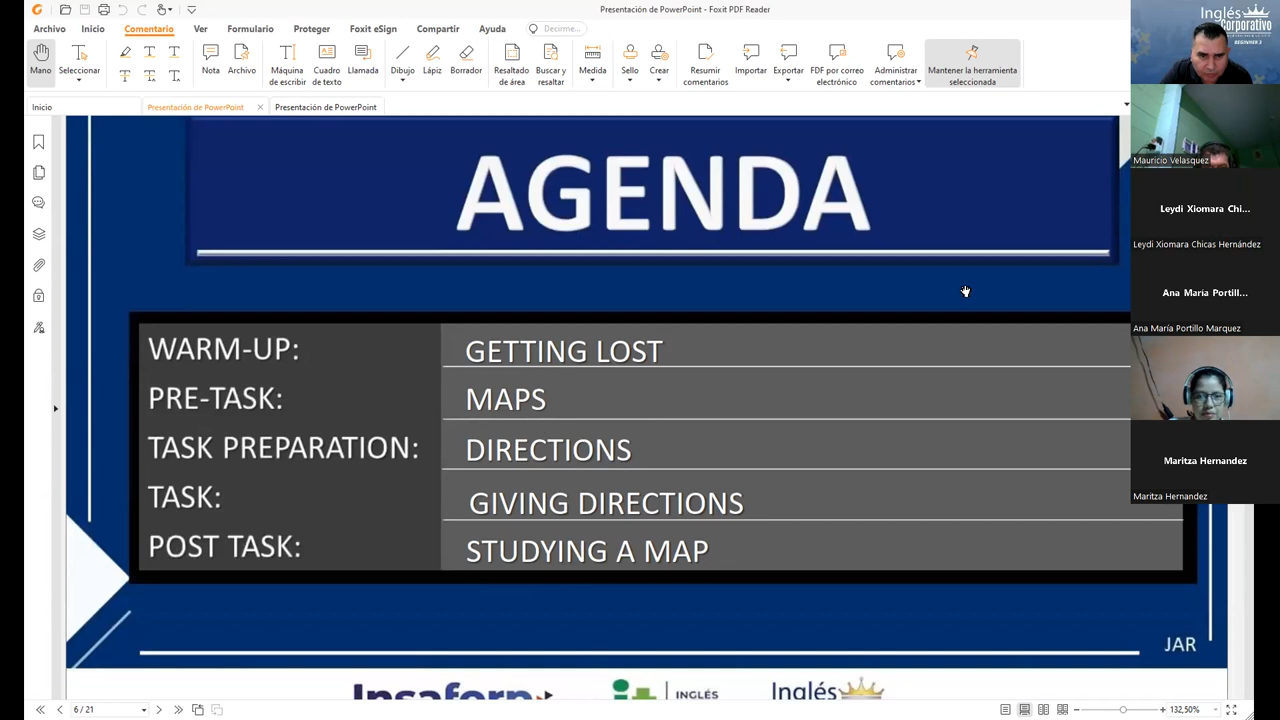 Presentación de PowerPoint - Foxit PDF Reader
Archivo Inicio Comentario Ver Formulario Proteger Foxit eSign Compartir Ayuda Decirme...
Mano
Seleccionar
Nota
Archivo
Máquina de escribir
Cuadro de texto
Llamada
Dibujo
Lápiz
Borrador
Resaltado de área
Buscar y resaltar
Medida
Sello
Crear
Resumir comentarios
Importar
Exportar
FDF por correo electrónico
Administrar comentarios
Mantener la herramienta seleccionada
Inicio
Presentación de PowerPoint
Presentación de PowerPoint
AGENDA
WARM-UP: GETTING LOST
PRE-TASK: MAPS
TASK PREPARATION: DIRECTIONS
TASK: GIVING DIRECTIONS
POST TASK: STUDYING A MAP
JAR
Insaforp
INGLÉS
Inglés
Inglés
Corporativo
BEGINNER 2
Mauricio Velasquez
Leydi Xiomara Chi...
Leydi Xiomara Chicas Hernández
Ana Maria Portill...
Ana María Portillo Marquez
Maritza Hernandez
Maritza Hernandez
6 / 21
132,50%